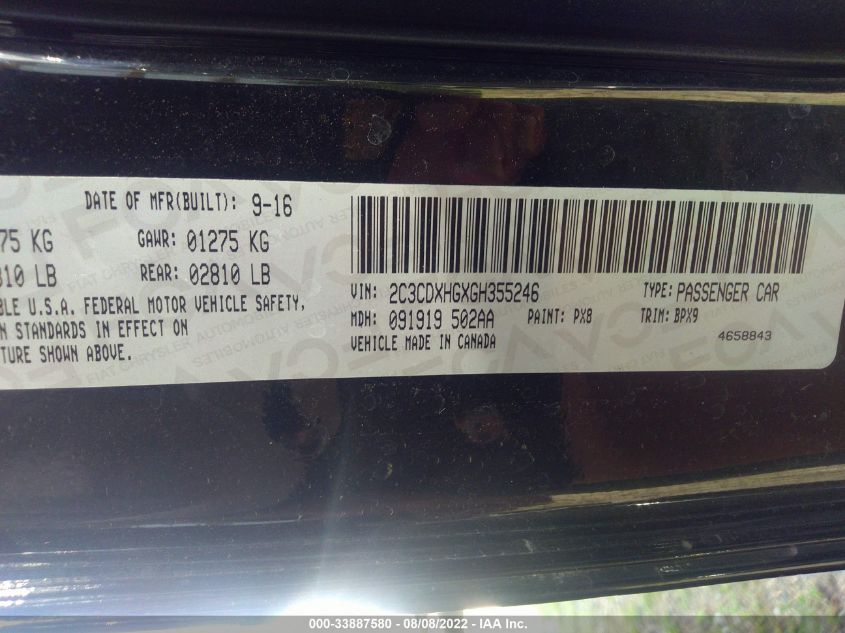 DATE OF MFR(BUILT): 9-16
75 KG GAWR: 01275 KG
810 LB REAR: 02810 LB
BLE U.S.A. FEDERAL MOTOR VEHICLE SAFETY,
ON STANDARDS IN EFFECT ON
TURE SHOWN ABOVE.
VIN: 2C3CDXHGXGH355246 TYPE: PASSENGER CAR
MDH: 091919 502AA PAINT: PX8 TRIM: BPX9
VEHICLE MADE IN CANADA 4658843
000-33887580 - 08/08/2022 - IAA Inc.